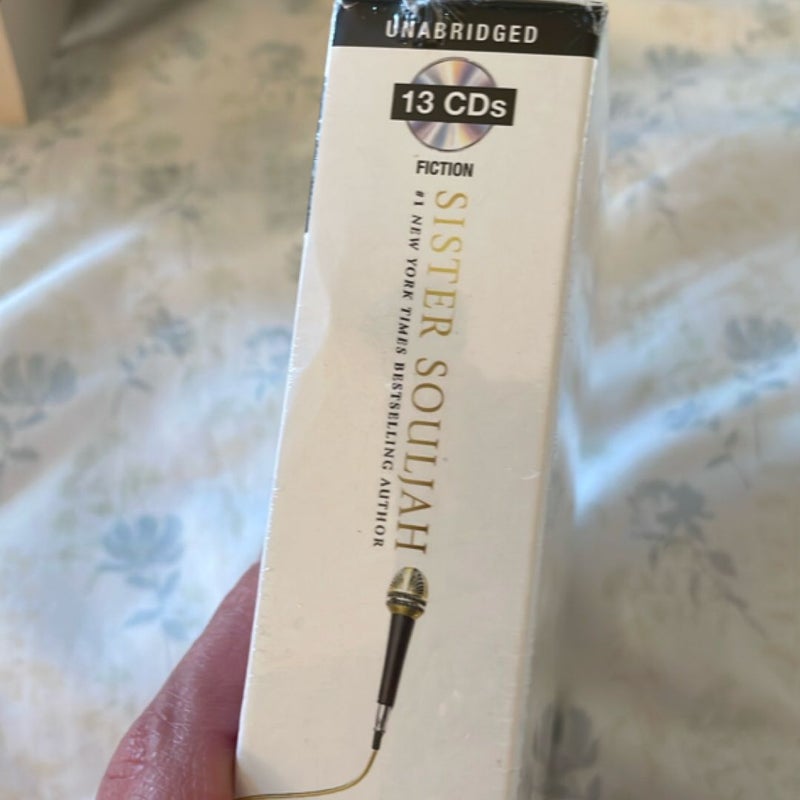 UNABRIDGED
13 CDs
FICTION
SISTER SOULJAH
#1 NEW YORK TIMES BESTSELLING AUTHOR